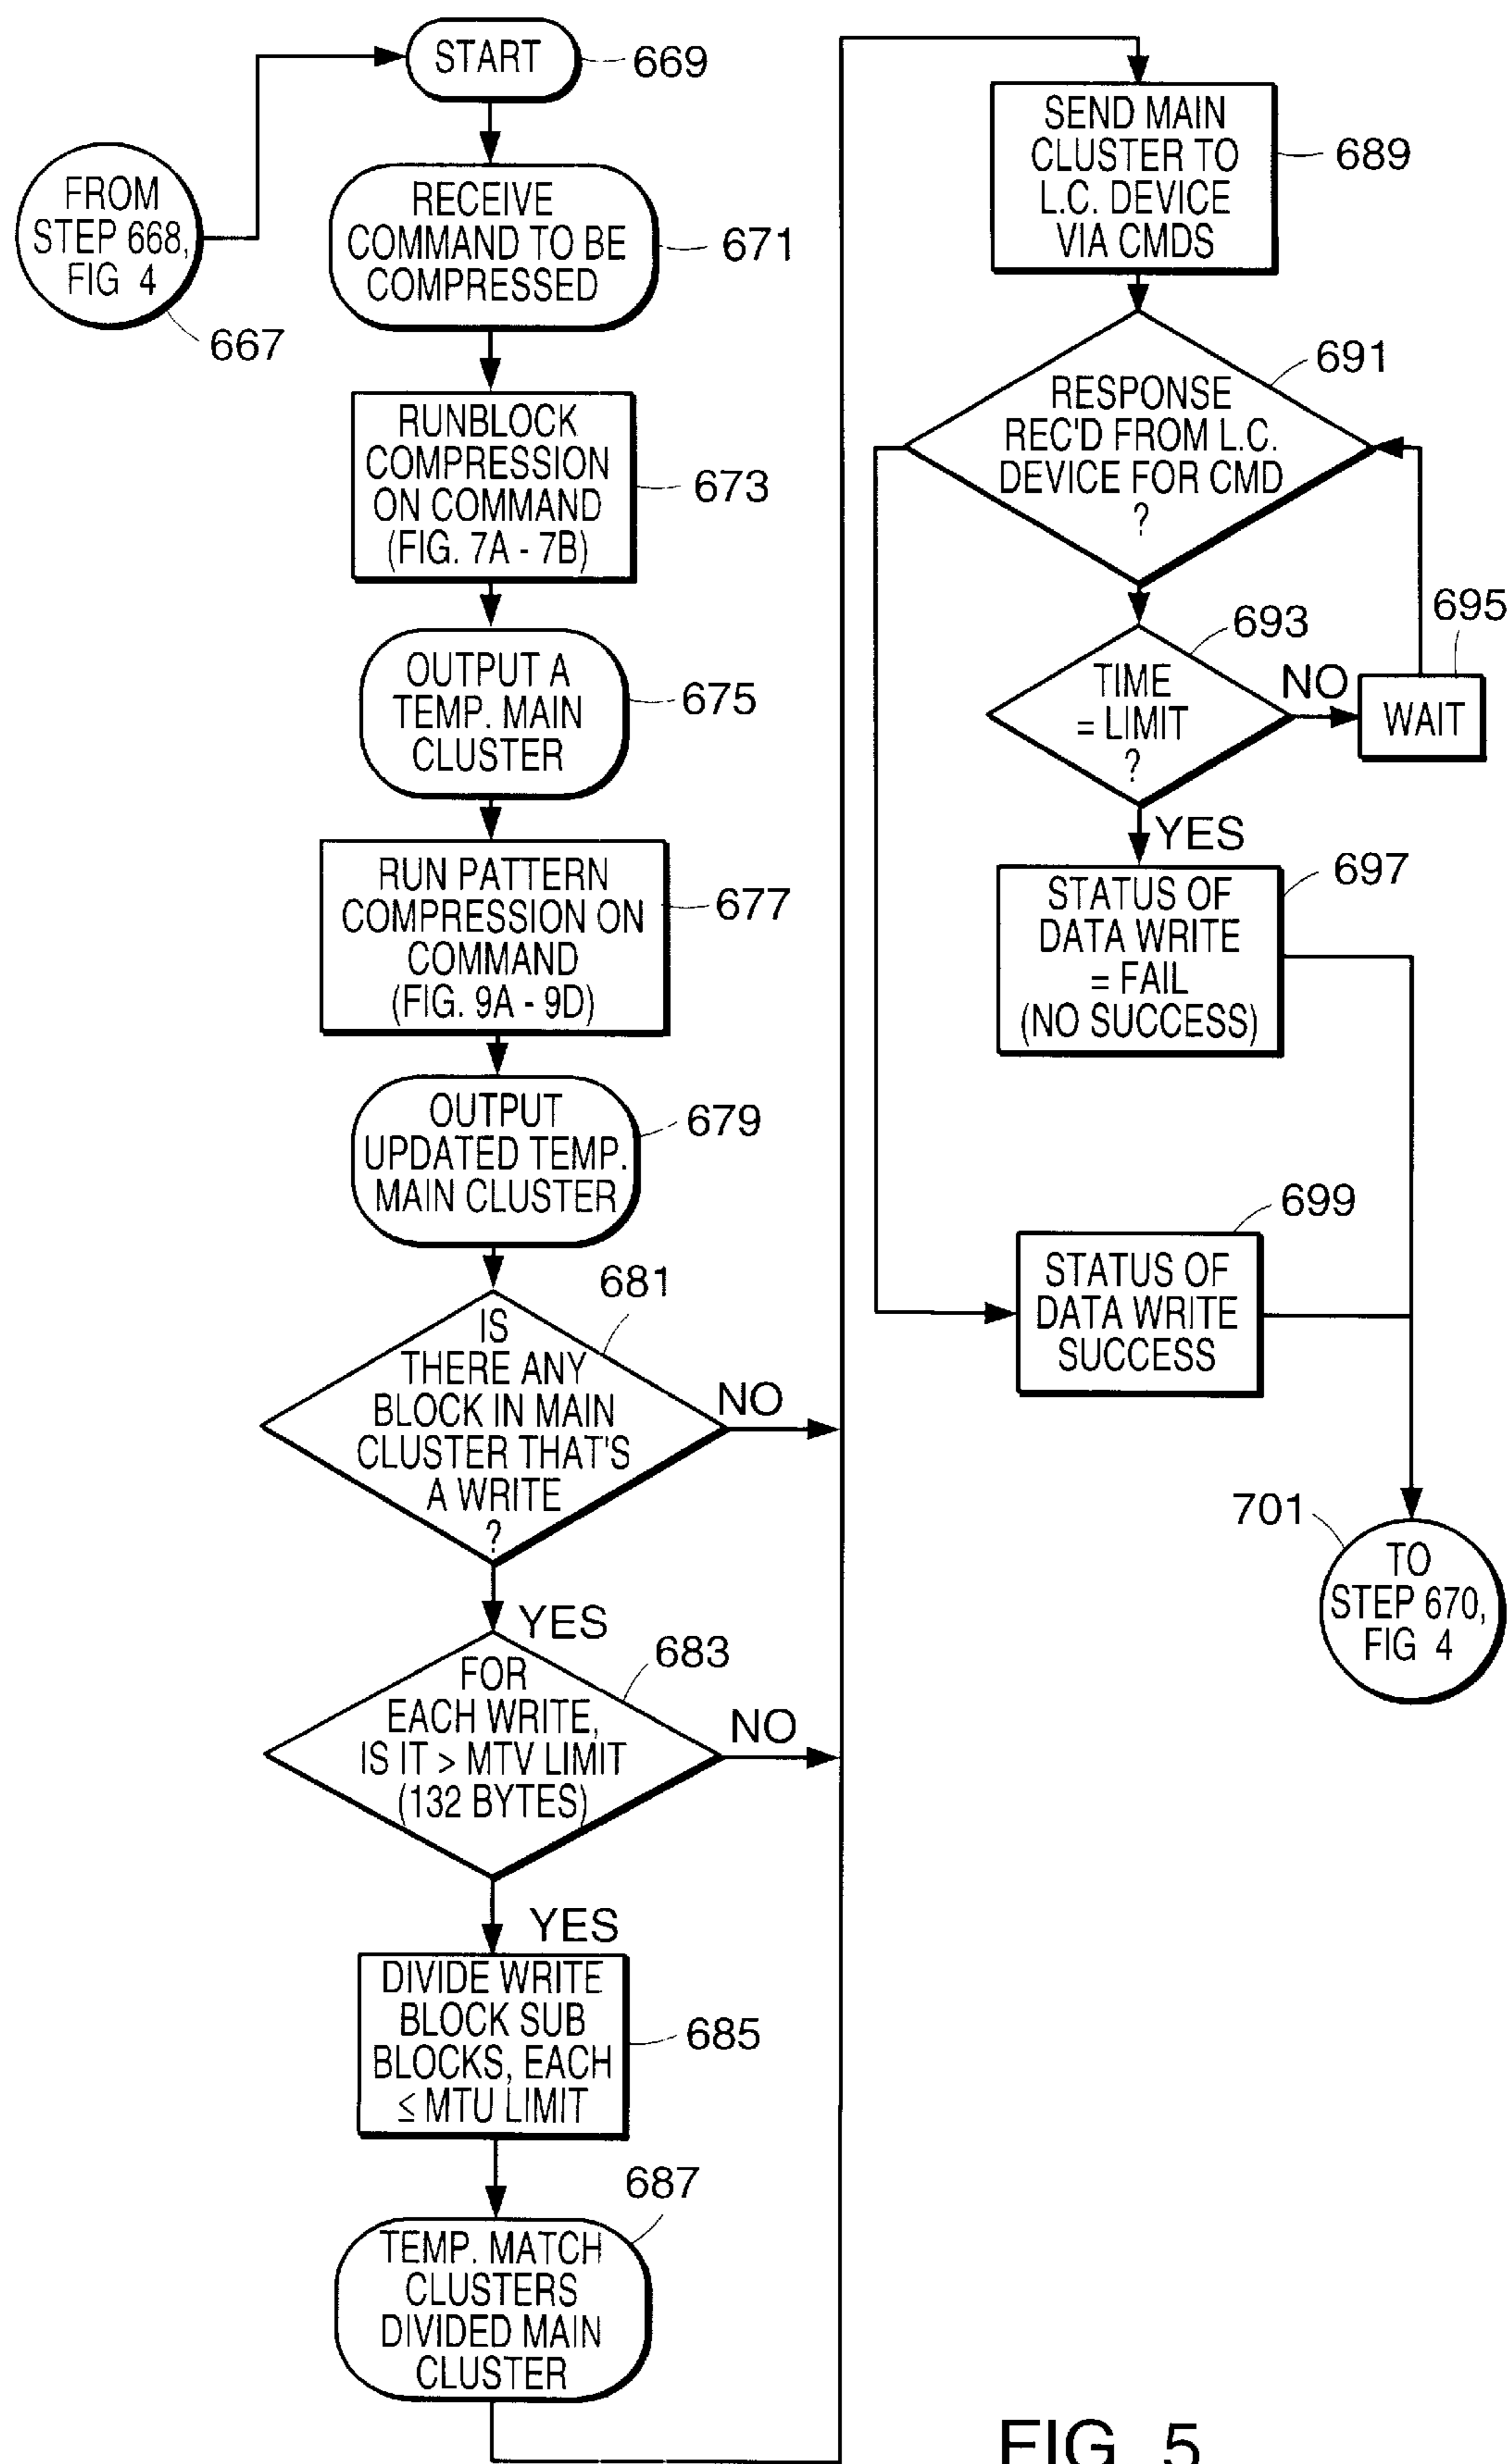 START
669
FROM
STEP 668,
FIG 4
667
RECEIVE
COMMAND TO BE
COMPRESSED
671
RUNBLOCK
COMPRESSION
ON COMMAND
(FIG. 7A - 7B)
673
OUTPUT A
TEMP. MAIN
CLUSTER
675
RUN PATTERN
COMPRESSION ON
COMMAND
(FIG. 9A - 9D)
677
OUTPUT
UPDATED TEMP.
MAIN CLUSTER
679
681
IS
THERE ANY
BLOCK IN MAIN
CLUSTER THAT'S
A WRITE
?
NO
YES
683
FOR
EACH WRITE,
IS IT > MTV LIMIT
(132 BYTES)
NO
YES
DIVIDE WRITE
BLOCK SUB
BLOCKS, EACH
≤ MTU LIMIT
685
687
TEMP. MATCH
CLUSTERS
DIVIDED MAIN
CLUSTER
SEND MAIN
CLUSTER TO
L.C. DEVICE
VIA CMDS
689
691
RESPONSE
REC'D FROM L.C.
DEVICE FOR CMD
?
693
TIME
= LIMIT
?
NO
695
WAIT
YES
697
STATUS OF
DATA WRITE
= FAIL
(NO SUCCESS)
699
STATUS OF
DATA WRITE
SUCCESS
701
TO
STEP 670,
FIG 4
FIG. 5